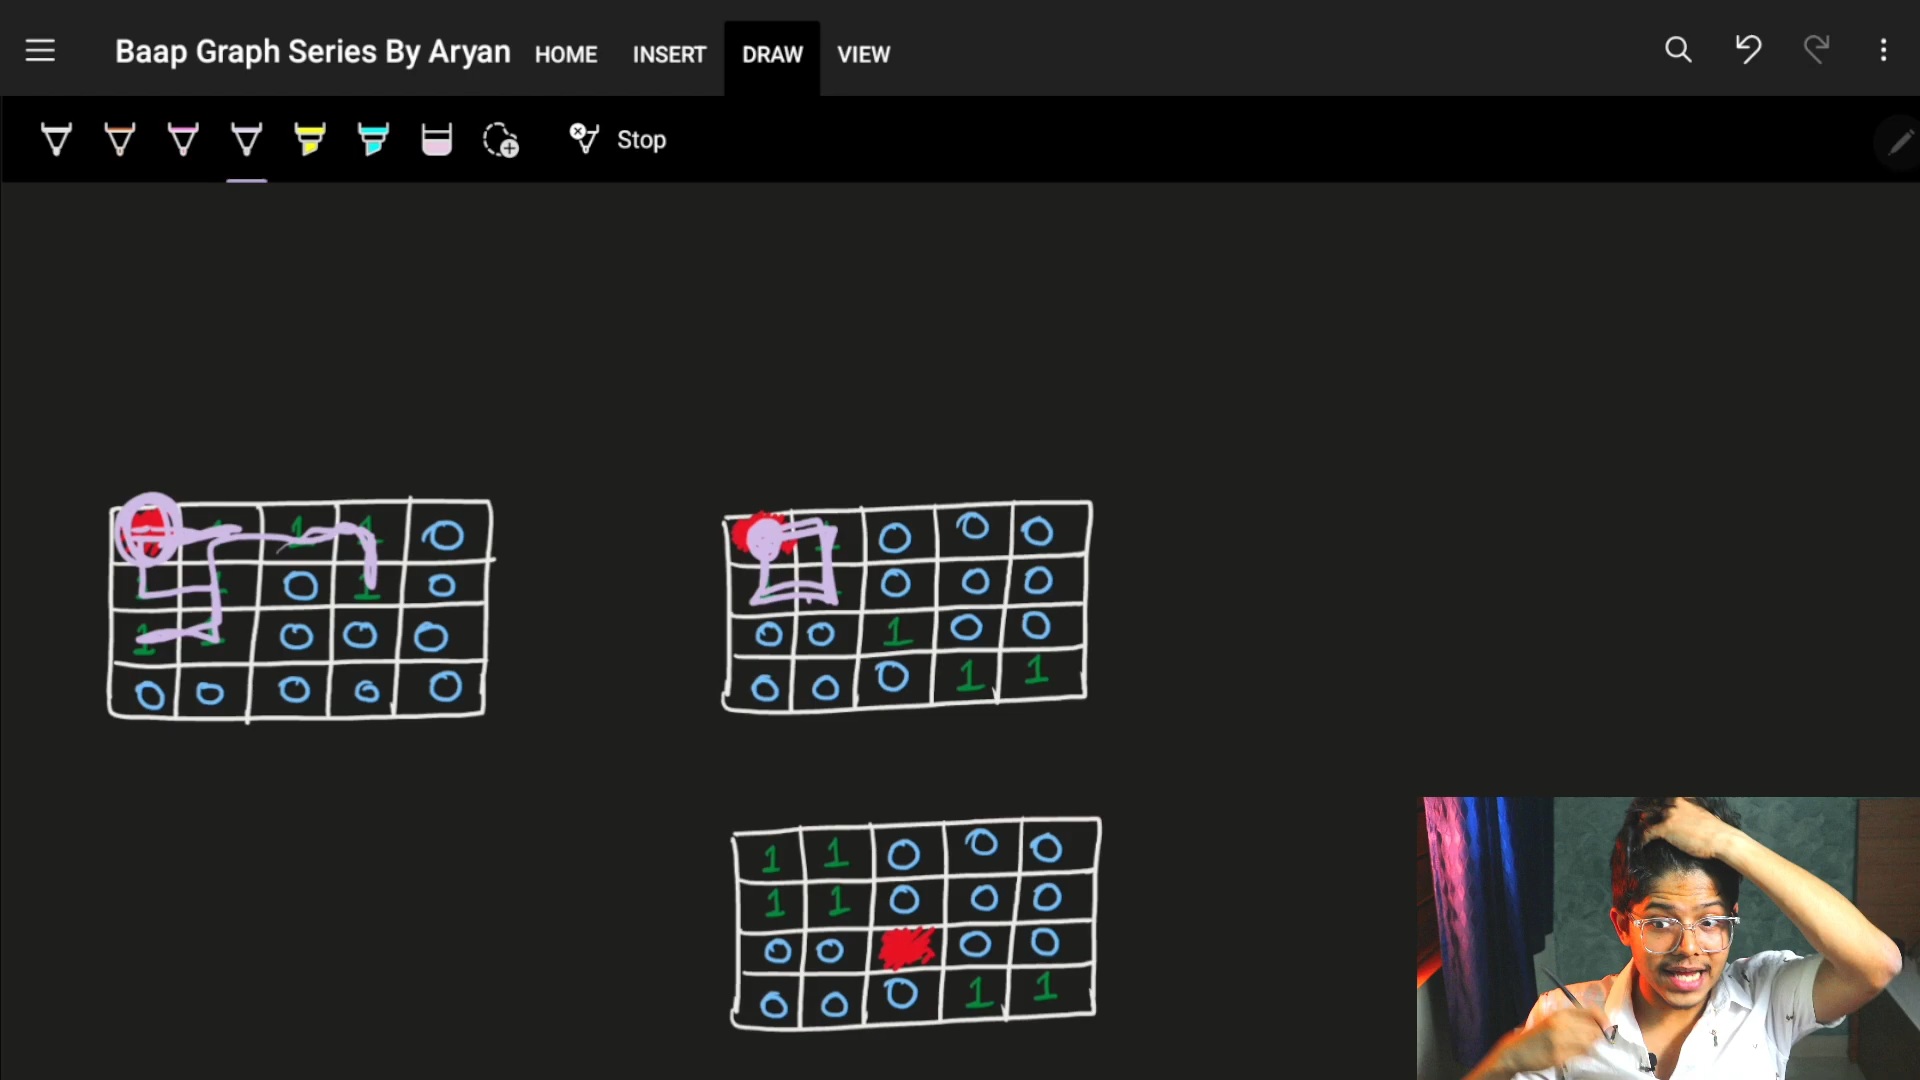 Baap Graph Series By Aryan HOME INSERT DRAW VIEW
Stop
1 1 0
0 1 0
1 0 0 0
0 0 0 0 0
0 0 0
0 0 0
0 0 1 0 0
0 0 0 1 1
1 1 0 0 0
1 1 0 0 0
0 0 0 0
0 0 0 1 1